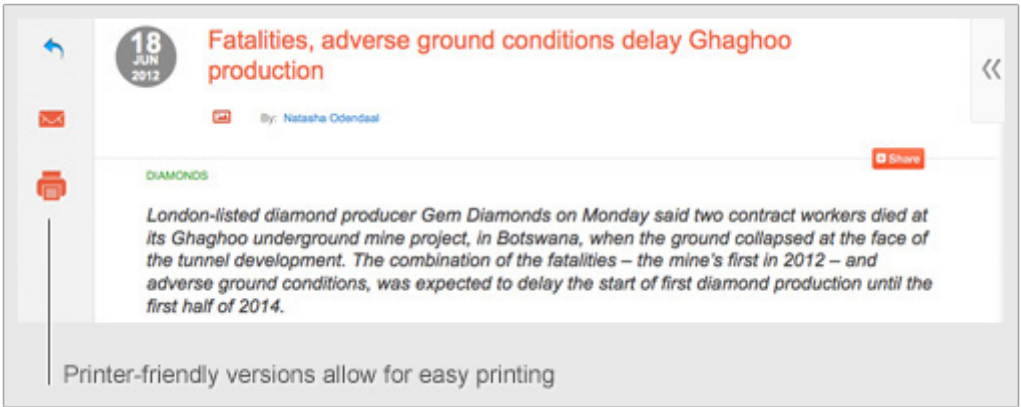 18
JUN
2012
Fatalities, adverse ground conditions delay Ghaghoo
production
By: Natasha Odendaal
Share
DIAMONDS
London-listed diamond producer Gem Diamonds on Monday said two contract workers died at
its Ghaghoo underground mine project, in Botswana, when the ground collapsed at the face of
the tunnel development. The combination of the fatalities – the mine's first in 2012 – and
adverse ground conditions, was expected to delay the start of first diamond production until the
first half of 2014.
Printer-friendly versions allow for easy printing